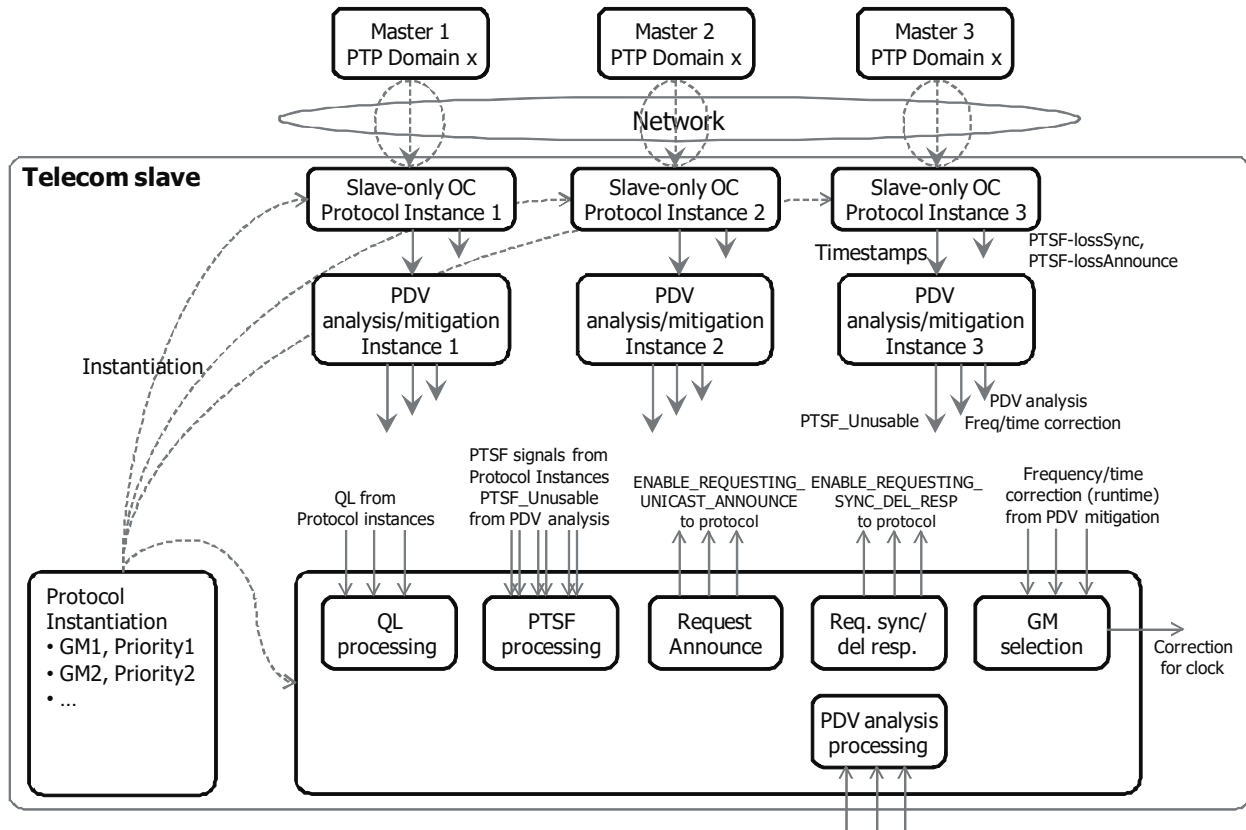 Master 1
PTP Domain x
Master 2
PTP Domain x
Master 3
PTP Domain x
Network
Telecom slave
Slave-only OC
Protocol Instance 1
Slave-only OC
Protocol Instance 2
Slave-only OC
Protocol Instance 3
Timestamps
PTSF-lossSync,
PTSF-lossAnnounce
PDV
analysis/mitigation
Instance 1
PDV
analysis/mitigation
Instance 2
PDV
analysis/mitigation
Instance 3
Instantiation
PTSF_Unusable
PDV analysis
Freq/time correction
QL from
Protocol instances
PTSF signals from
Protocol Instances
PTSF_Unusable
from PDV analysis
ENABLE_REQUESTING_
UNICAST_ANNOUNCE
to protocol
ENABLE_REQUESTING_
SYNC_DEL_RESP
to protocol
Frequency/time
correction (runtime)
from PDV mitigation
Protocol
Instantiation
• GM1, Priority1
• GM2, Priority2
• ...
QL
processing
PTSF
processing
Request
Announce
Req. sync/
del resp.
GM
selection
Correction
for clock
PDV analysis
processing